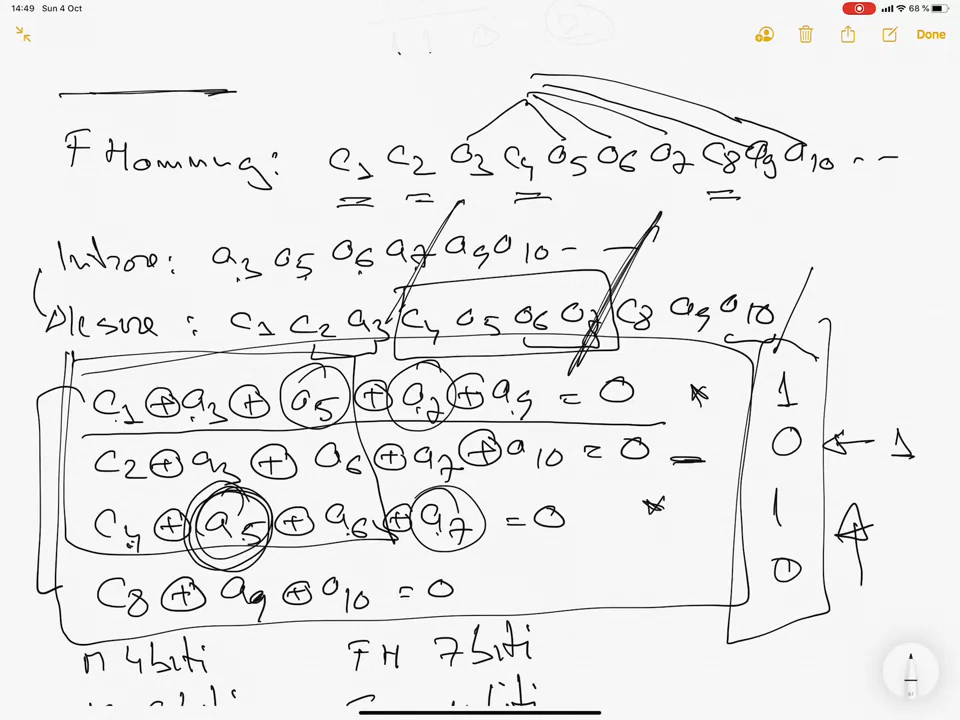 14:49 Sun 4 Oct 68 %
Done
F Hamming: C1 C2 a3 C4 a5 a6 a7 C8 a9 a10 --
Intrare: a3 a5 a6 a7 a9 a10 - -
: C1 C2 a3 C4 a5 a6 a7 C8 a9 a10
C1 ⊕ a3 ⊕ a5 ⊕ a7 ⊕ a9 = 0 * 1
C2 ⊕ a3 ⊕ a6 ⊕ a7 ⊕ a10 = 0 — 0 ← 1
C4 ⊕ a5 ⊕ a6 ⊕ a7 = 0 * 1
C8 ⊕ a9 ⊕ a10 = 0 0
M 4 biti FH 7 biti